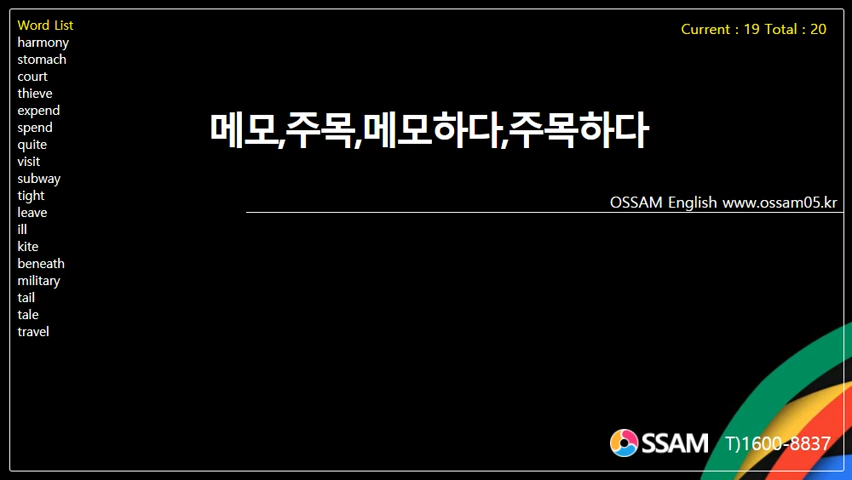 Word List
harmony
stomach
court
thieve
expend
spend
quite
visit
subway
tight
leave
ill
kite
beneath
military
tail
tale
travel
Current : 19 Total : 20
메모,주목,메모하다,주목하다
OSSAM English www.ossam05.kr
OSSAM T)1600-8837